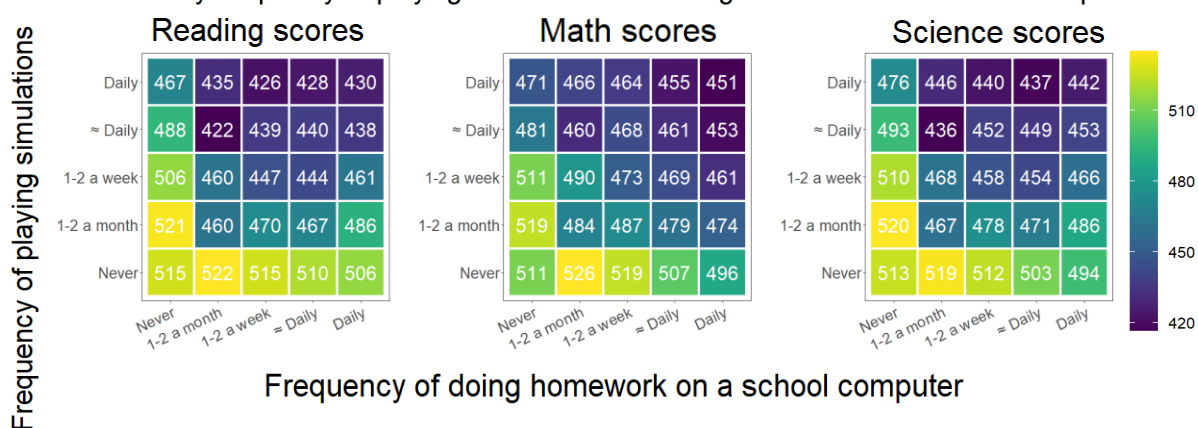 Reading scores
Math scores
Science scores
Frequency of playing simulations
Daily 467 435 426 428 430
≈ Daily 488 422 439 440 438
1-2 a week 506 460 447 444 461
1-2 a month 521 460 470 467 486
Never 515 522 515 510 506
Never 1-2 a month 1-2 a week ≈ Daily Daily
Daily 471 466 464 455 451
≈ Daily 481 460 468 461 453
1-2 a week 511 490 473 469 461
1-2 a month 519 484 487 479 474
Never 511 526 519 507 496
Never 1-2 a month 1-2 a week ≈ Daily Daily
Daily 476 446 440 437 442
≈ Daily 493 436 452 449 453
1-2 a week 510 468 458 454 466
1-2 a month 520 467 478 471 486
Never 513 519 512 503 494
Never 1-2 a month 1-2 a week ≈ Daily Daily
510
480
450
420
Frequency of doing homework on a school computer